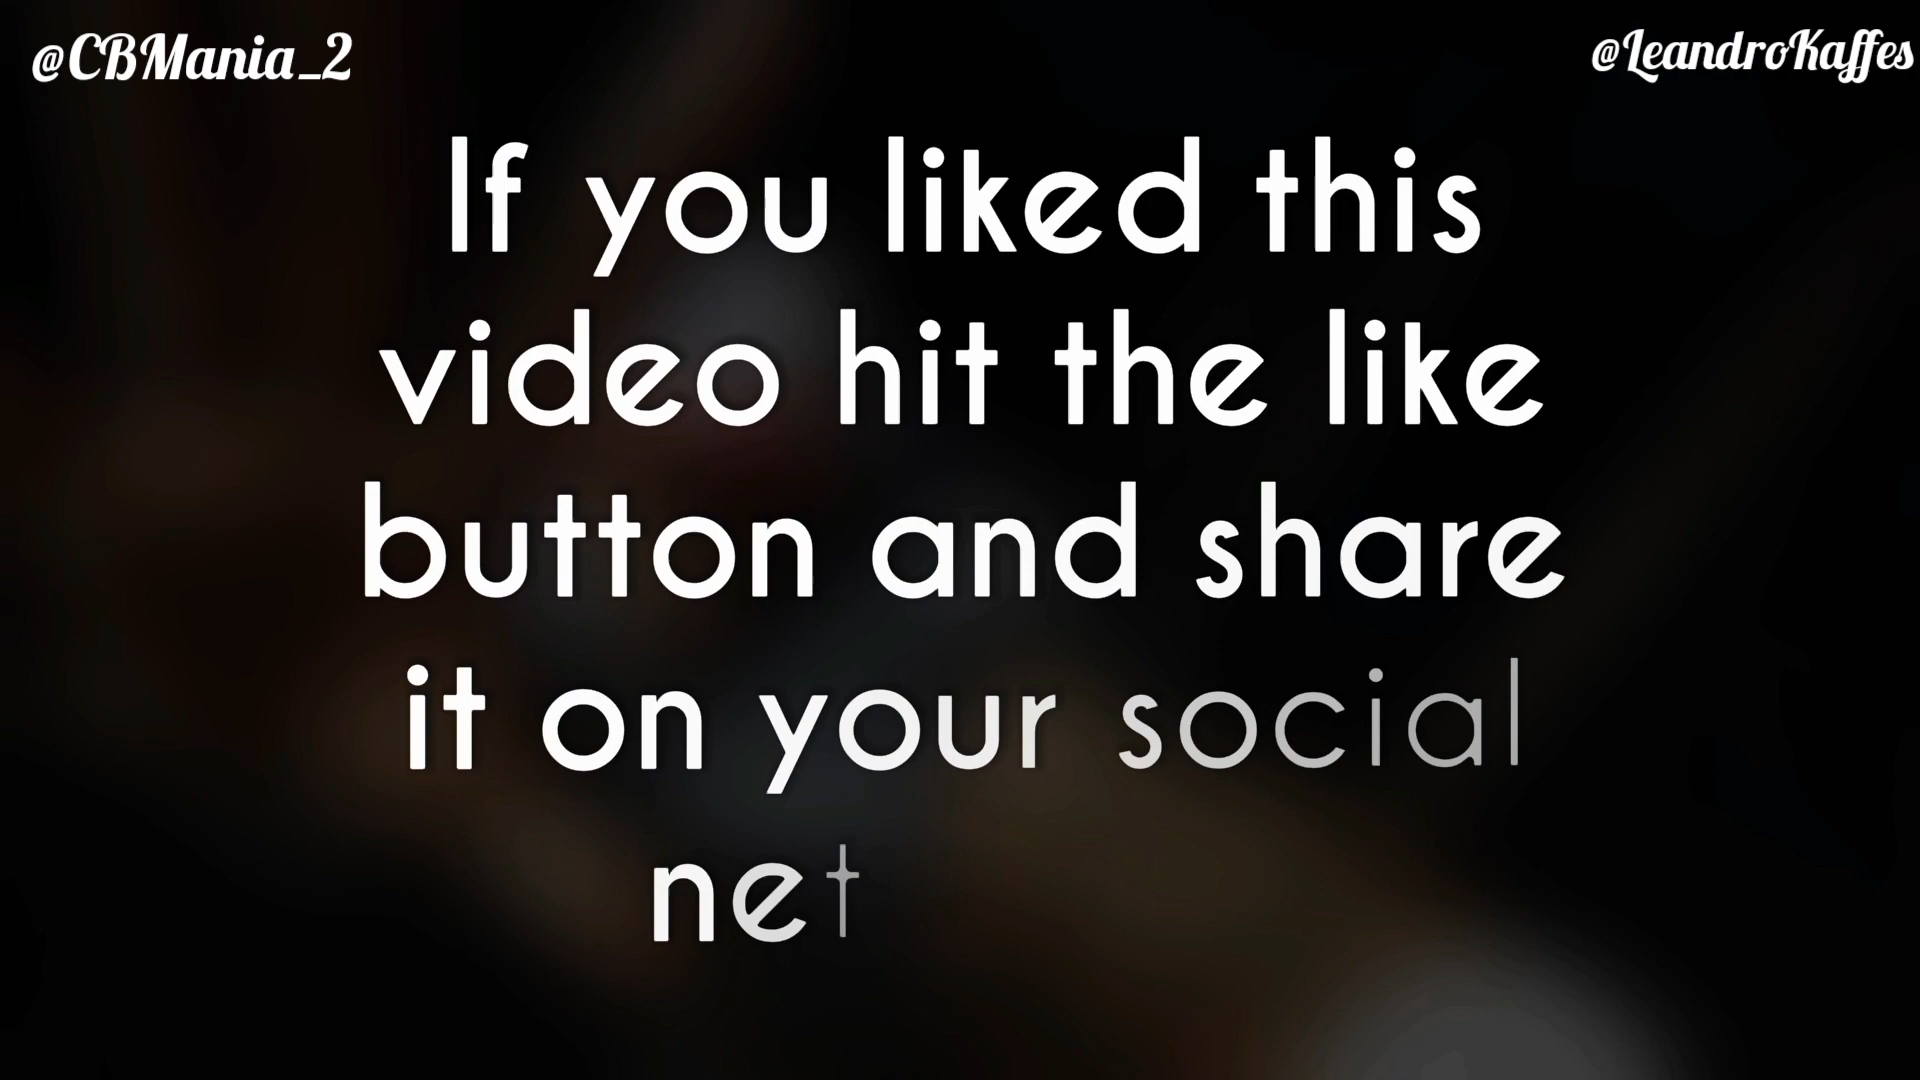 @CBMania_2
@LeandroKaffes
If you liked this
video hit the like
button and share
it on your social
net